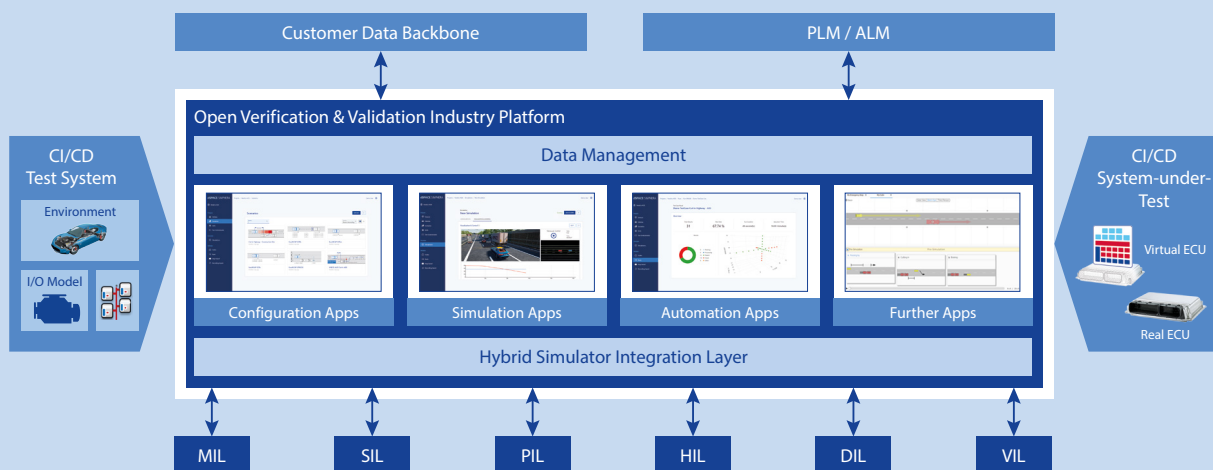 Customer Data Backbone
PLM / ALM
Open Verification & Validation Industry Platform
Data Management
CI/CD
Test System
Environment
I/O Model
CI/CD
System-under-
Test
Virtual ECU
Real ECU
Configuration Apps
Simulation Apps
Automation Apps
Further Apps
Hybrid Simulator Integration Layer
MIL
SIL
PIL
HIL
DIL
VIL